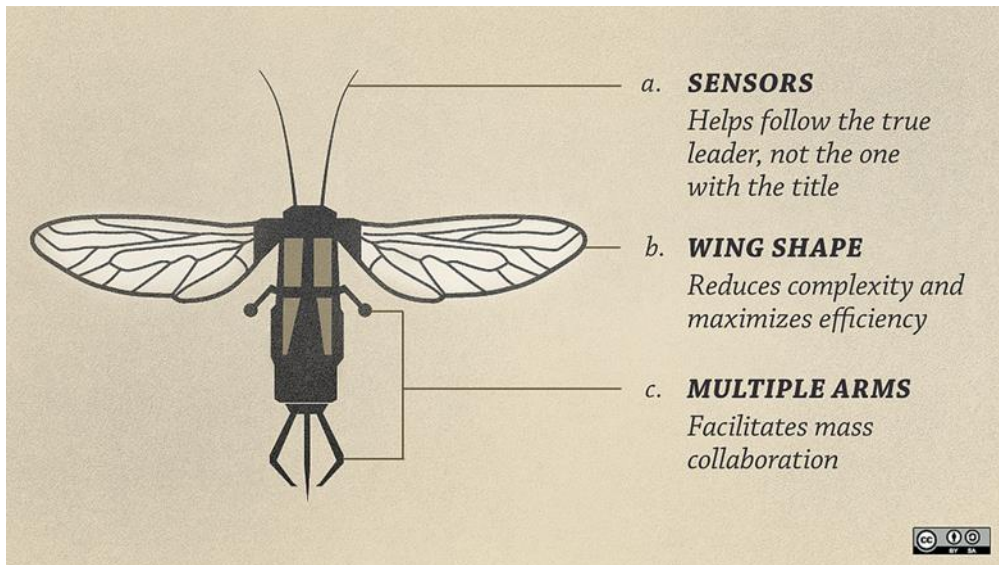 a. SENSORS
Helps follow the true
leader, not the one
with the title
b. WING SHAPE
Reduces complexity and
maximizes efficiency
c. MULTIPLE ARMS
Facilitates mass
collaboration
cc BY SA